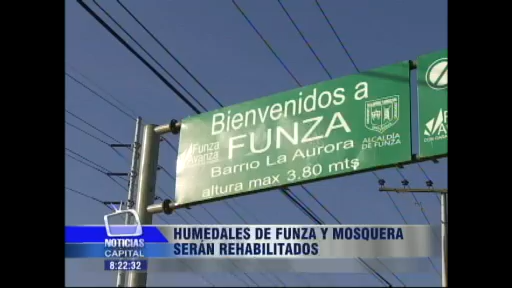 Bienvenidos a
FUNZA
Funza
Avanza
Barrio La Aurora
altura max 3.80 mts
ALCALDÍA
DE FUNZA
HUMEDALES DE FUNZA Y MOSQUERA
SERÁN REHABILITADOS
NOTICIAS
CAPITAL
8:22:32